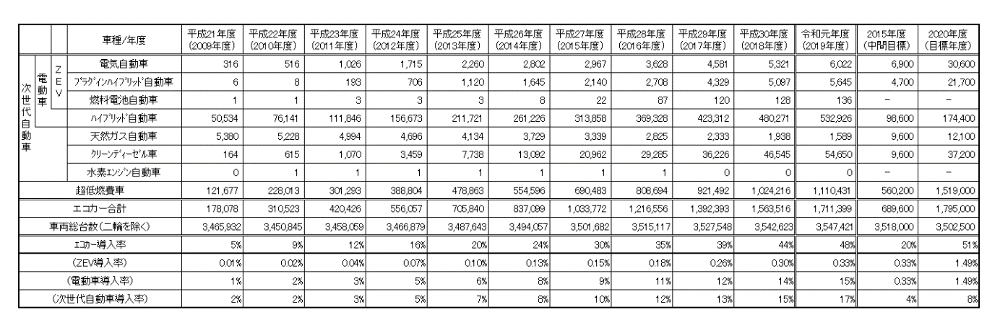 車種/年度 平成21年度 平成22年度 平成23年度 平成24年度 平成25年度 平成26年度 平成27年度 平成28年度 平成29年度 平成30年度 令和元年度 2015年度 2020年度
(2009年度) (2010年度) (2011年度) (2012年度) (2013年度) (2014年度) (2015年度) (2016年度) (2017年度) (2018年度) (2019年度) (中間目標) (目標年度)
次世代自動車
電動車
ZEV
電気自動車 316 516 1,026 1,715 2,260 2,802 2,967 3,628 4,581 5,321 6,022 6,900 30,600
プラグインハイブリッド自動車 6 8 193 706 1,120 1,645 2,140 2,708 4,329 5,097 5,645 4,700 21,700
燃料電池自動車 1 1 3 3 3 8 22 87 120 128 136 − −
ハイブリッド自動車 50,534 76,141 111,846 156,673 211,721 261,226 313,858 369,328 423,312 480,271 532,926 98,600 174,400
天然ガス自動車 5,380 5,228 4,994 4,696 4,134 3,729 3,339 2,825 2,333 1,938 1,589 9,600 12,100
クリーンディーゼル車 164 615 1,070 3,459 7,738 13,092 20,962 29,285 36,226 46,545 54,650 9,600 37,200
水素エンジン自動車 0 1 1 1 1 1 1 1 0 0 0 − −
超低燃費車 121,677 228,013 301,293 388,804 478,863 554,596 690,483 808,694 921,492 1,024,216 1,110,431 560,200 1,519,000
エコカー合計 178,078 310,523 420,426 556,057 705,840 837,099 1,033,772 1,216,556 1,392,393 1,563,516 1,711,399 689,600 1,795,000
車両総台数(二輪を除く) 3,465,932 3,450,845 3,458,059 3,466,879 3,487,643 3,494,057 3,501,682 3,515,117 3,527,548 3,542,623 3,547,421 3,518,000 3,502,500
エコカー導入率 5% 9% 12% 16% 20% 24% 30% 35% 39% 44% 48% 20% 51%
(ZEV導入率) 0.01% 0.02% 0.04% 0.07% 0.10% 0.13% 0.15% 0.18% 0.26% 0.30% 0.33% 0.33% 1.49%
(電動車導入率) 1% 2% 3% 5% 6% 8% 9% 11% 12% 14% 15% 0.33% 1.49%
(次世代自動車導入率) 2% 2% 3% 5% 7% 8% 10% 12% 13% 15% 17% 4% 8%